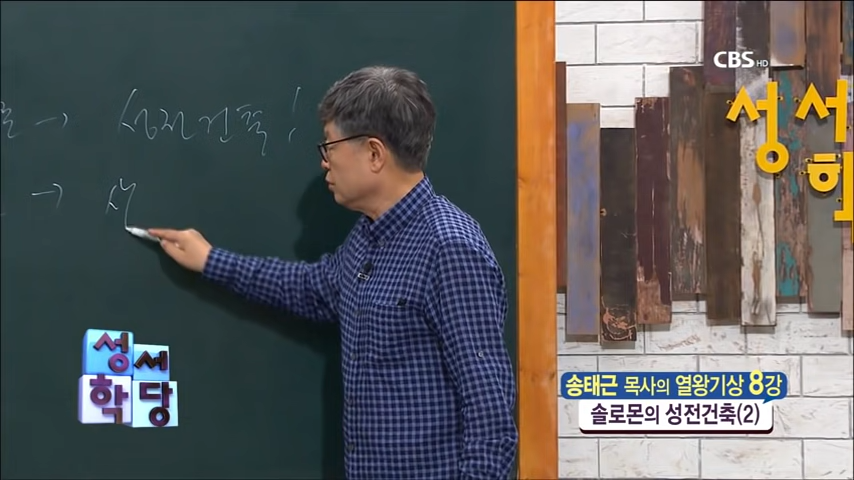 → 성전건축!
→ 
CBS HD
성서
성서
학당
송태근 목사의 열왕기상 8강
솔로몬의 성전건축(2)